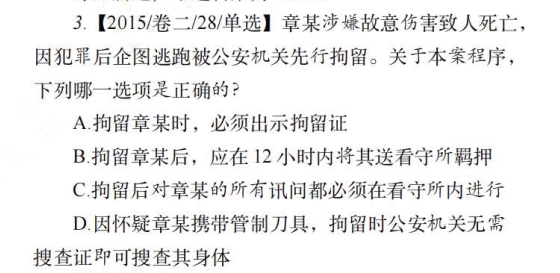 3.【2015/卷二/28/单选】章某涉嫌故意伤害致人死亡，
因犯罪后企图逃跑被公安机关先行拘留。关于本案程序，
下列哪一选项是正确的？
A.拘留章某时，必须出示拘留证
B.拘留章某后，应在12小时内将其送看守所羁押
C.拘留后对章某的所有讯问都必须在看守所内进行
D.因怀疑章某携带管制刀具，拘留时公安机关无需
搜查证即可搜查其身体